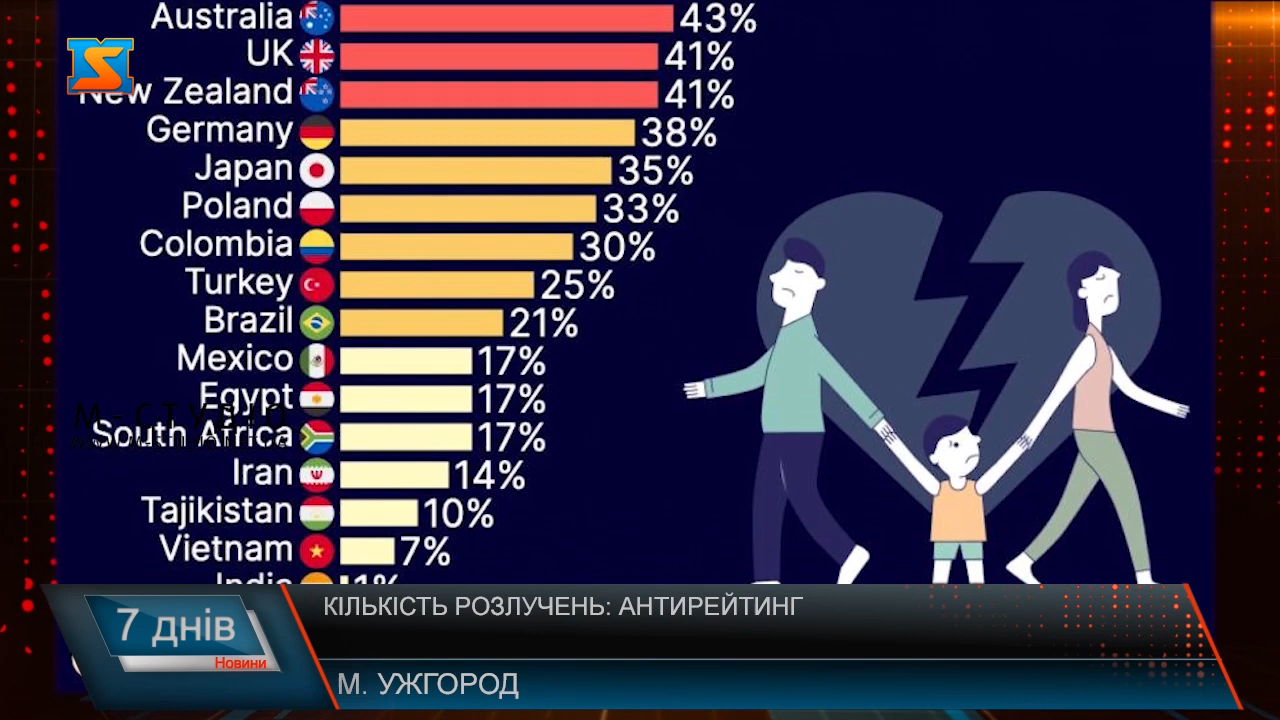 Australia 43%
UK 41%
New Zealand 41%
Germany 38%
Japan 35%
Poland 33%
Colombia 30%
Turkey 25%
Brazil 21%
Mexico 17%
Egypt 17%
South Africa 17%
Iran 14%
Tajikistan 10%
Vietnam 7%
India 1%
КІЛЬКІСТЬ РОЗЛУЧЕНЬ: АНТИРЕЙТИНГ
7 днів
Новини
М. УЖГОРОД